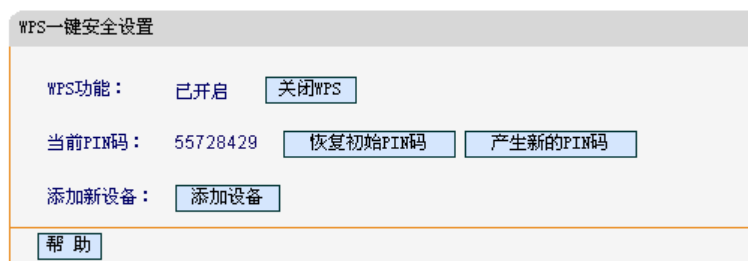 WPS一键安全设置
WPS功能： 已开启 关闭WPS
当前PIN码： 55728429 恢复初始PIN码 产生新的PIN码
添加新设备： 添加设备
帮 助